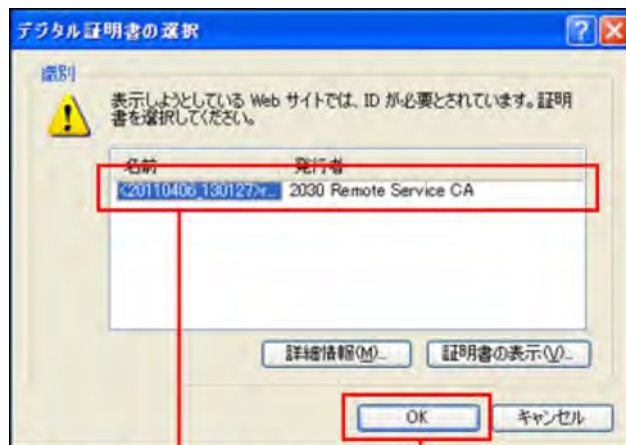 デジタル証明書の選択
識別
表示しようとしている Web サイトでは、ID が必要とされています。証明
書を選択してください。
名前 発行者
<20110406_130127>r... 2030 Remote Service CA
詳細情報(M)... 証明書の表示(V)...
OK キャンセル